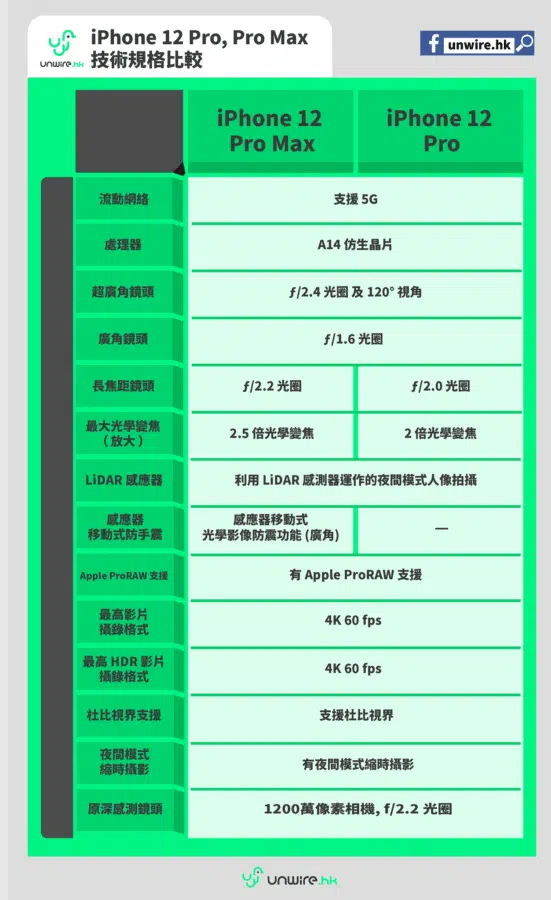 unwire.hk
iPhone 12 Pro, Pro Max
技術規格比較
f unwire.hk
iPhone 12
Pro Max
iPhone 12
Pro
流動網絡
支援 5G
處理器
A14 仿生晶片
超廣角鏡頭
ƒ/2.4 光圈 及 120° 視角
廣角鏡頭
ƒ/1.6 光圈
長焦距鏡頭
ƒ/2.2 光圈
ƒ/2.0 光圈
最大光學變焦
（放大）
2.5 倍光學變焦
2 倍光學變焦
LiDAR 感應器
利用 LiDAR 感測器運作的夜間模式人像拍攝
感應器
移動式防手震
感應器移動式
光學影像防震功能 (廣角)
—
Apple ProRAW 支援
有 Apple ProRAW 支援
最高影片
攝錄格式
4K 60 fps
最高 HDR 影片
攝錄格式
4K 60 fps
杜比視界支援
支援杜比視界
夜間模式
縮時攝影
有夜間模式縮時攝影
原深感測鏡頭
1200萬像素相機, f/2.2 光圈
unwire.hk